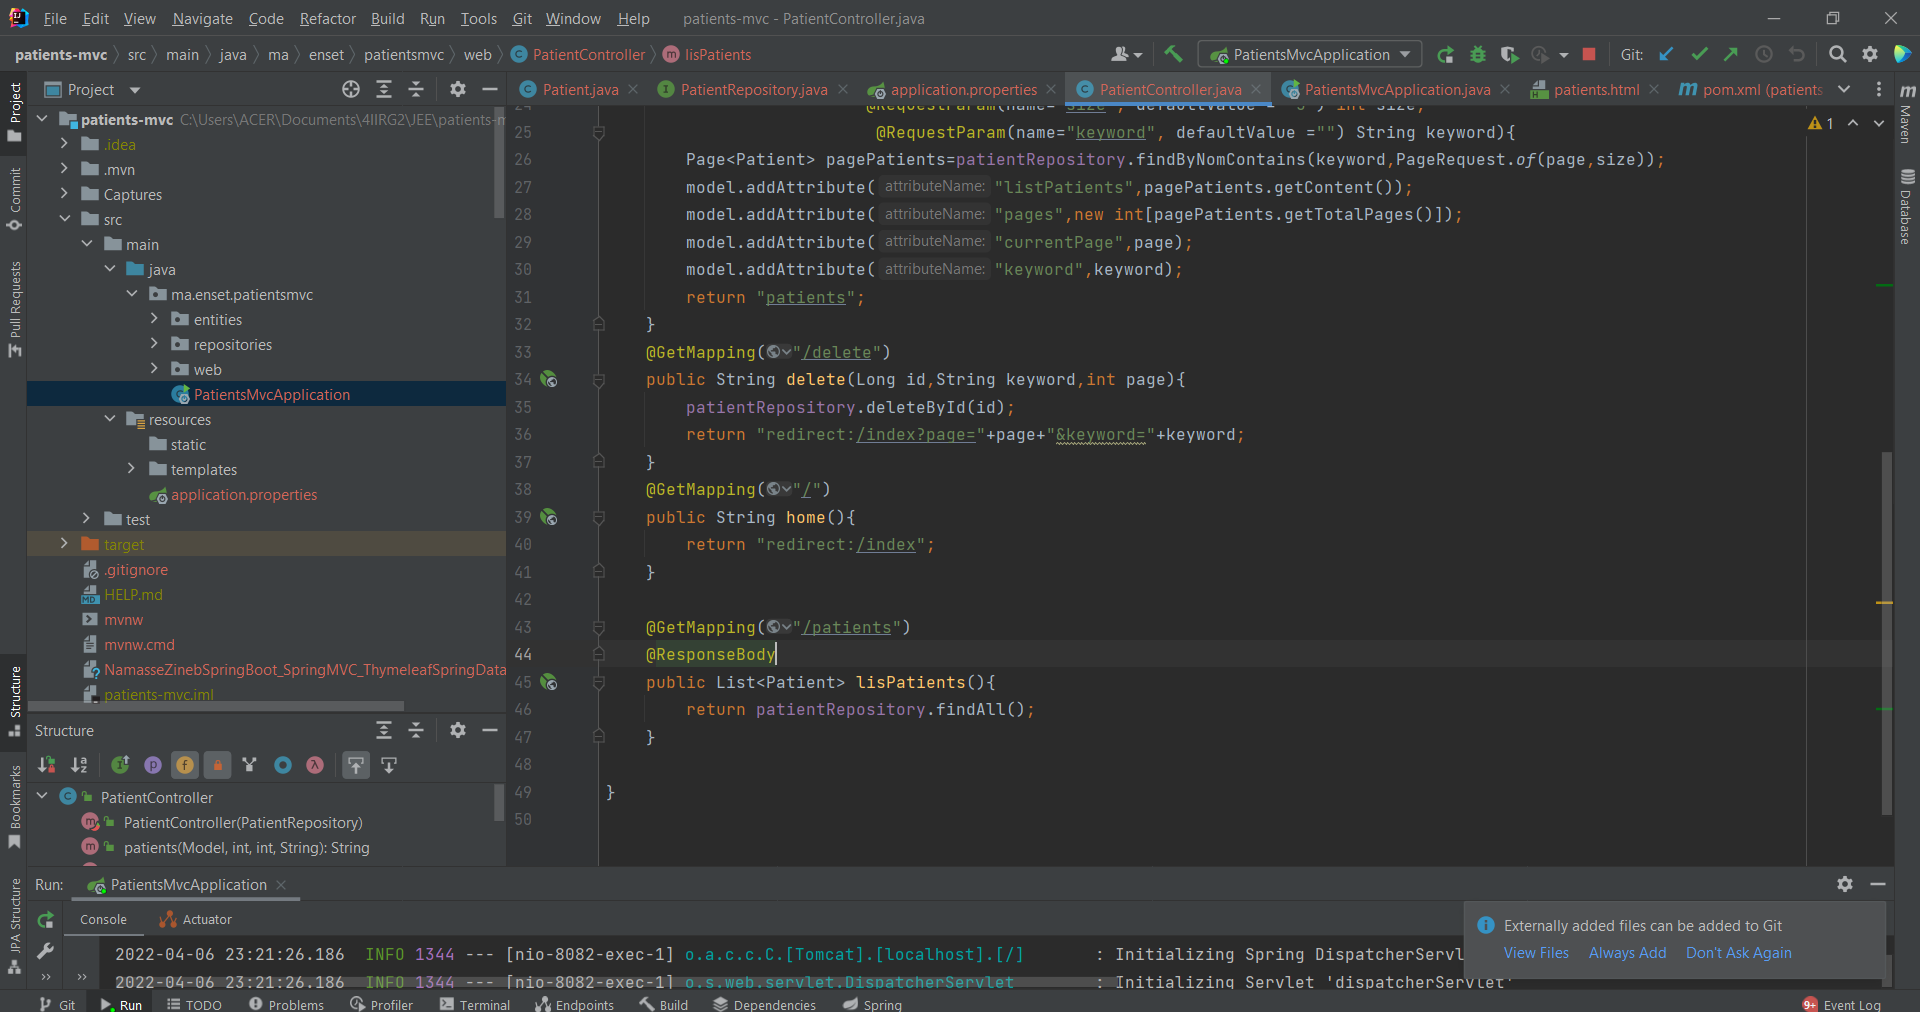 File Edit View Navigate Code Refactor Build Run Tools Git Window Help patients-mvc - PatientController.java
patients-mvc src main java ma enset patientsmvc web PatientController lisPatients PatientsMvcApplication Git:
Project
Patient.java PatientRepository.java application.properties PatientController.java PatientsMvcApplication.java patients.html pom.xml (patients
patients-mvc C:\Users\ACER\Documents\4IIRG2\JEE\patients-m
.idea
.mvn
Captures
src
main
java
ma.enset.patientsmvc
entities
repositories
web
PatientsMvcApplication
resources
static
templates
application.properties
test
target
.gitignore
HELP.md
mvnw
mvnw.cmd
NamasseZinebSpringBoot_SpringMVC_ThymeleafSpringData
patients-mvc.iml
Project
Commit
Pull Requests
Structure
Bookmarks
JPA Structure
24 @RequestParam(name="size", defaultValue = "5") int size,
25 @RequestParam(name="keyword", defaultValue ="") String keyword){
26 Page<Patient> pagePatients=patientRepository.findByNomContains(keyword,PageRequest.of(page,size));
27 model.addAttribute( attributeName: "listPatients",pagePatients.getContent());
28 model.addAttribute( attributeName: "pages",new int[pagePatients.getTotalPages()]);
29 model.addAttribute( attributeName: "currentPage",page);
30 model.addAttribute( attributeName: "keyword",keyword);
31 return "patients";
32 }
33 @GetMapping("/delete")
34 public String delete(Long id,String keyword,int page){
35 patientRepository.deleteById(id);
36 return "redirect:/index?page="+page+"&keyword="+keyword;
37 }
38 @GetMapping("/")
39 public String home(){
40 return "redirect:/index";
41 }
42
43 @GetMapping("/patients")
44 @ResponseBody
45 public List<Patient> lisPatients(){
46 return patientRepository.findAll();
47 }
48
49 }
50
1
Maven
Database
Structure
PatientController
PatientController(PatientRepository)
patients(Model, int, int, String): String
Run: PatientsMvcApplication
Console Actuator
2022-04-06 23:21:26.186 INFO 1344 --- [nio-8082-exec-1] o.a.c.c.C.[Tomcat].[localhost].[/] : Initializing Spring DispatcherServl
2022-04-06 23:21:26.186 INFO 1344 --- [nio-8082-exec-1] o.s.web.servlet.DispatcherServlet : Initializing Servlet 'dispatcherServlet'
Externally added files can be added to Git
View Files Always Add Don't Ask Again
Git Run TODO Problems Profiler Terminal Endpoints Build Dependencies Spring 9+ Event Log